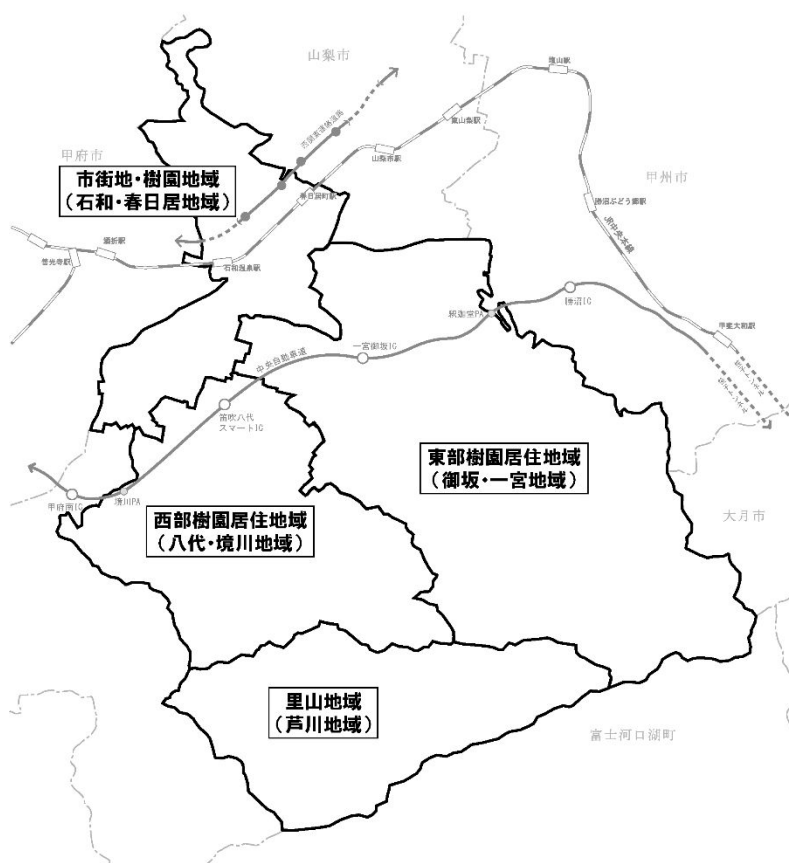 山梨市
塩山駅
東山梨駅
山梨市駅
西関東連絡道路
甲府市
市街地・樹園地域
（石和・春日居地域）
甲州市
春日居町駅
勝沼ぶどう郷駅
JR中央本線
酒折駅
善光寺駅
石和温泉駅
勝沼IC
釈迦堂PA
甲斐大和駅
中央自動車道
一宮御坂IC
笛吹八代
スマートIC
東部樹園居住地域
（御坂・一宮地域）
甲府南IC
境川PA
西部樹園居住地域
（八代・境川地域）
大月市
里山地域
（芦川地域）
富士河口湖町